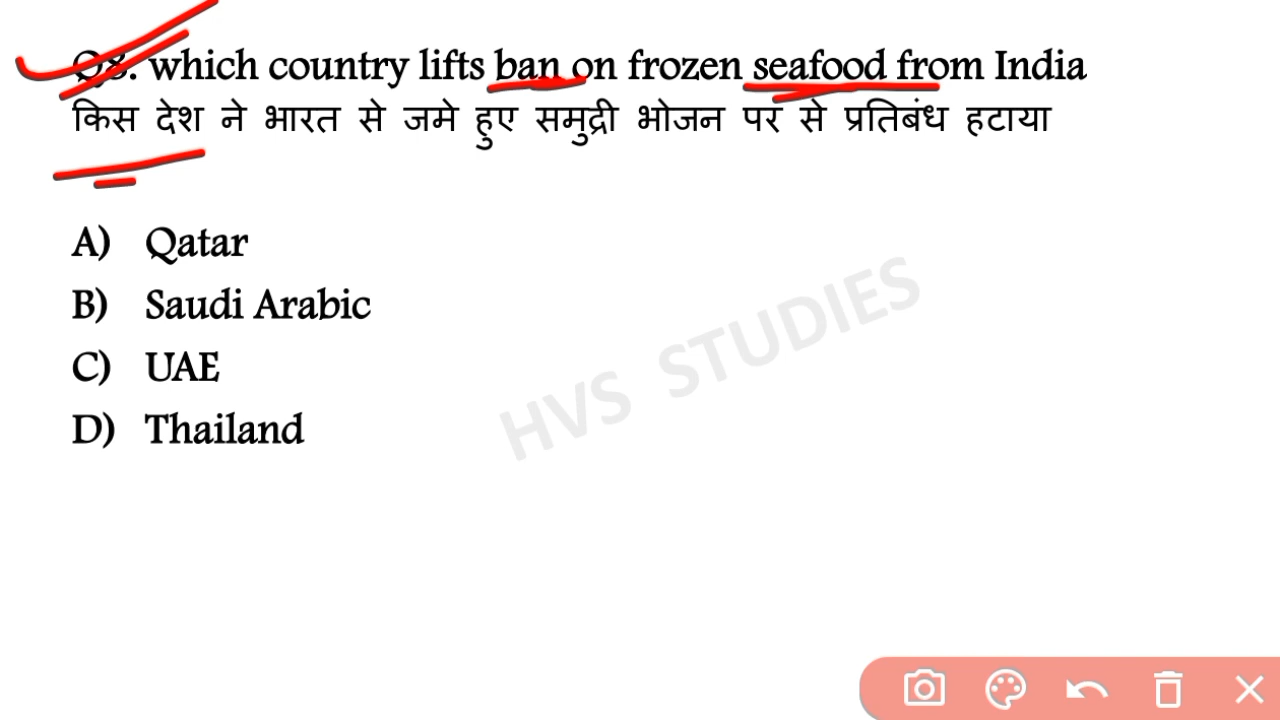 Q8. which country lifts ban on frozen seafood from India
किस देश ने भारत से जमे हुए समुद्री भोजन पर से प्रतिबंध हटाया
A) Qatar
B) Saudi Arabic
C) UAE
D) Thailand
HVS STUDIES